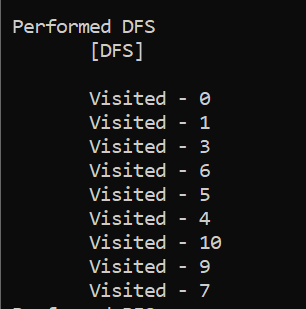 Performed DFS
[DFS]
Visited - 0
Visited - 1
Visited - 3
Visited - 6
Visited - 5
Visited - 4
Visited - 10
Visited - 9
Visited - 7